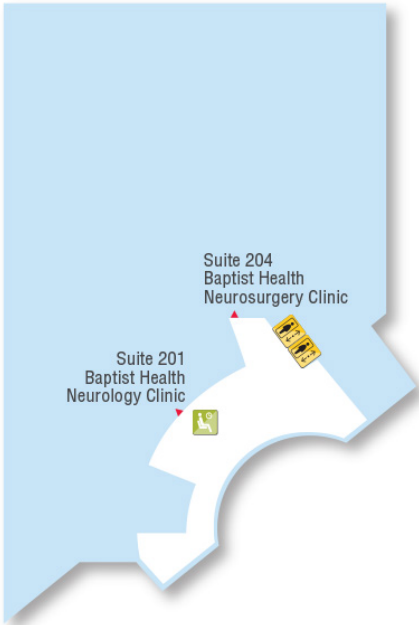 Suite 204
Baptist Health
Neurosurgery Clinic
Suite 201
Baptist Health
Neurology Clinic